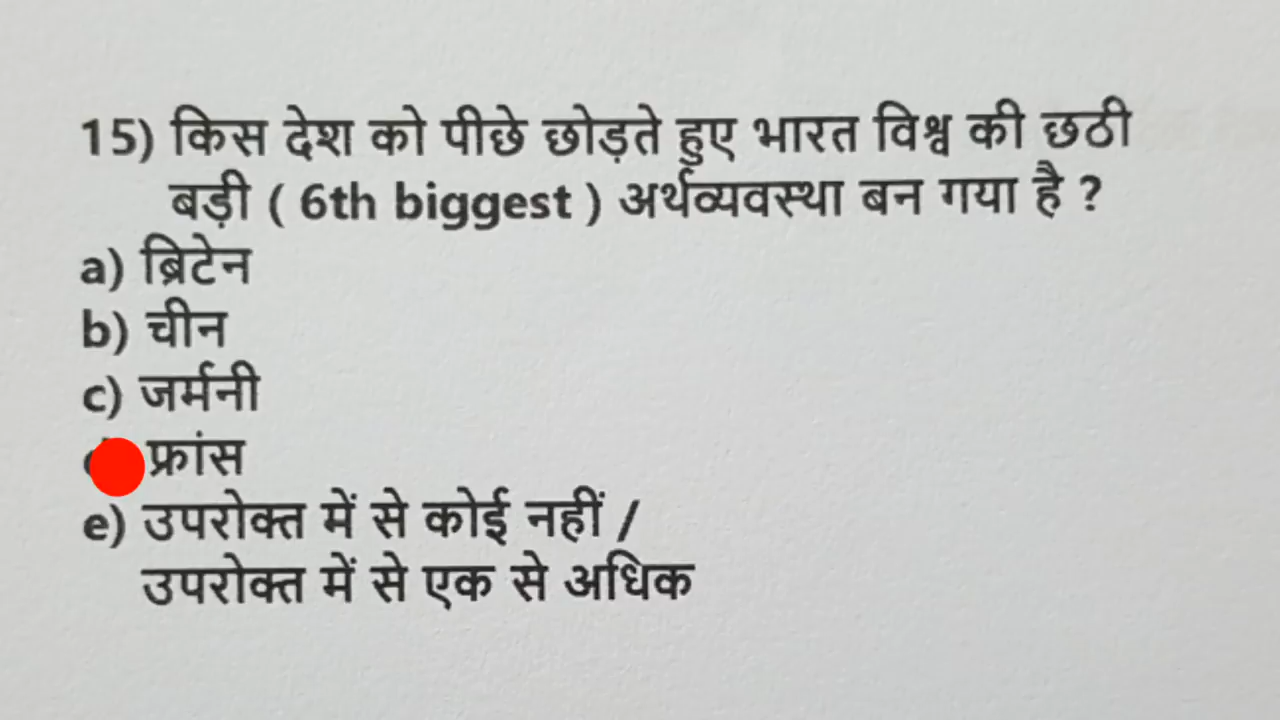 15) किस देश को पीछे छोड़ते हुए भारत विश्व की छठी
बड़ी ( 6th biggest ) अर्थव्यवस्था बन गया है ?
a) ब्रिटेन
b) चीन
c) जर्मनी
फ्रांस
e) उपरोक्त में से कोई नहीं /
उपरोक्त में से एक से अधिक